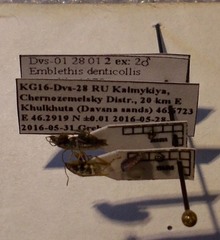 Dvs-01 28 01 2 ex: 2♂
Emblethis denticollis
KG16-Dvs-28 RU Kalmykiya,
Chernozemelsky Distr., 20 km E
Khulkhuta (Davsna sands) 46.
E 46.2919 N ±0.01 2016-05-28
2016-05-31